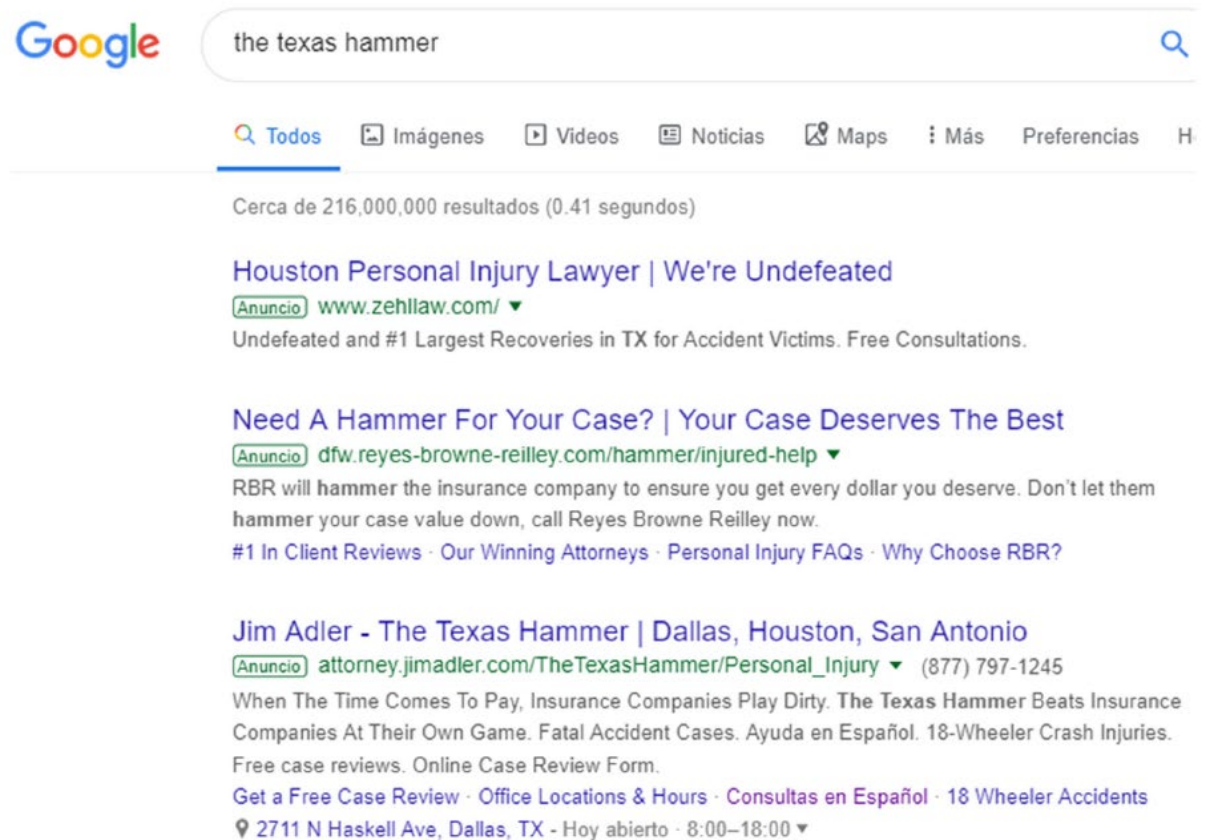 Google the texas hammer
Todos Imágenes Videos Noticias Maps Más Preferencias
Cerca de 216,000,000 resultados (0.41 segundos)
Houston Personal Injury Lawyer | We're Undefeated
Anuncio www.zehllaw.com/
Undefeated and #1 Largest Recoveries in TX for Accident Victims. Free Consultations.
Need A Hammer For Your Case? | Your Case Deserves The Best
Anuncio dfw.reyes-browne-reilley.com/hammer/injured-help
RBR will hammer the insurance company to ensure you get every dollar you deserve. Don't let them
hammer your case value down, call Reyes Browne Reilley now.
#1 In Client Reviews · Our Winning Attorneys · Personal Injury FAQs · Why Choose RBR?
Jim Adler - The Texas Hammer | Dallas, Houston, San Antonio
Anuncio attorney.jimadler.com/TheTexasHammer/Personal_Injury (877) 797-1245
When The Time Comes To Pay, Insurance Companies Play Dirty. The Texas Hammer Beats Insurance
Companies At Their Own Game. Fatal Accident Cases. Ayuda en Español. 18-Wheeler Crash Injuries.
Free case reviews. Online Case Review Form.
Get a Free Case Review · Office Locations & Hours · Consultas en Español · 18 Wheeler Accidents
2711 N Haskell Ave, Dallas, TX - Hoy abierto · 8:00–18:00